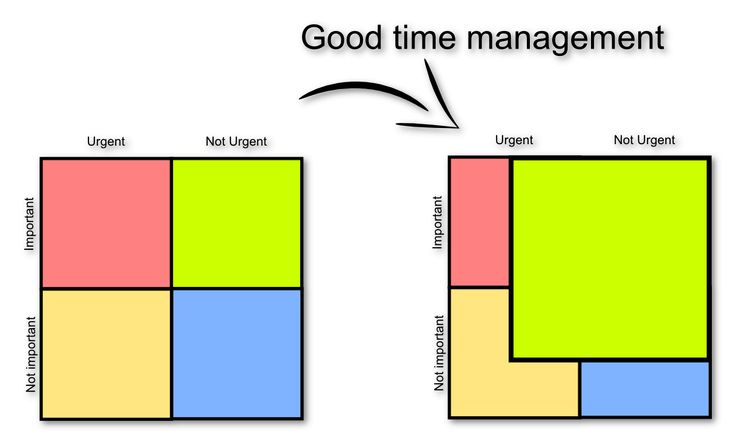 Good time management
Urgent
Not Urgent
Important
Not important
Urgent
Not Urgent
Important
Not important